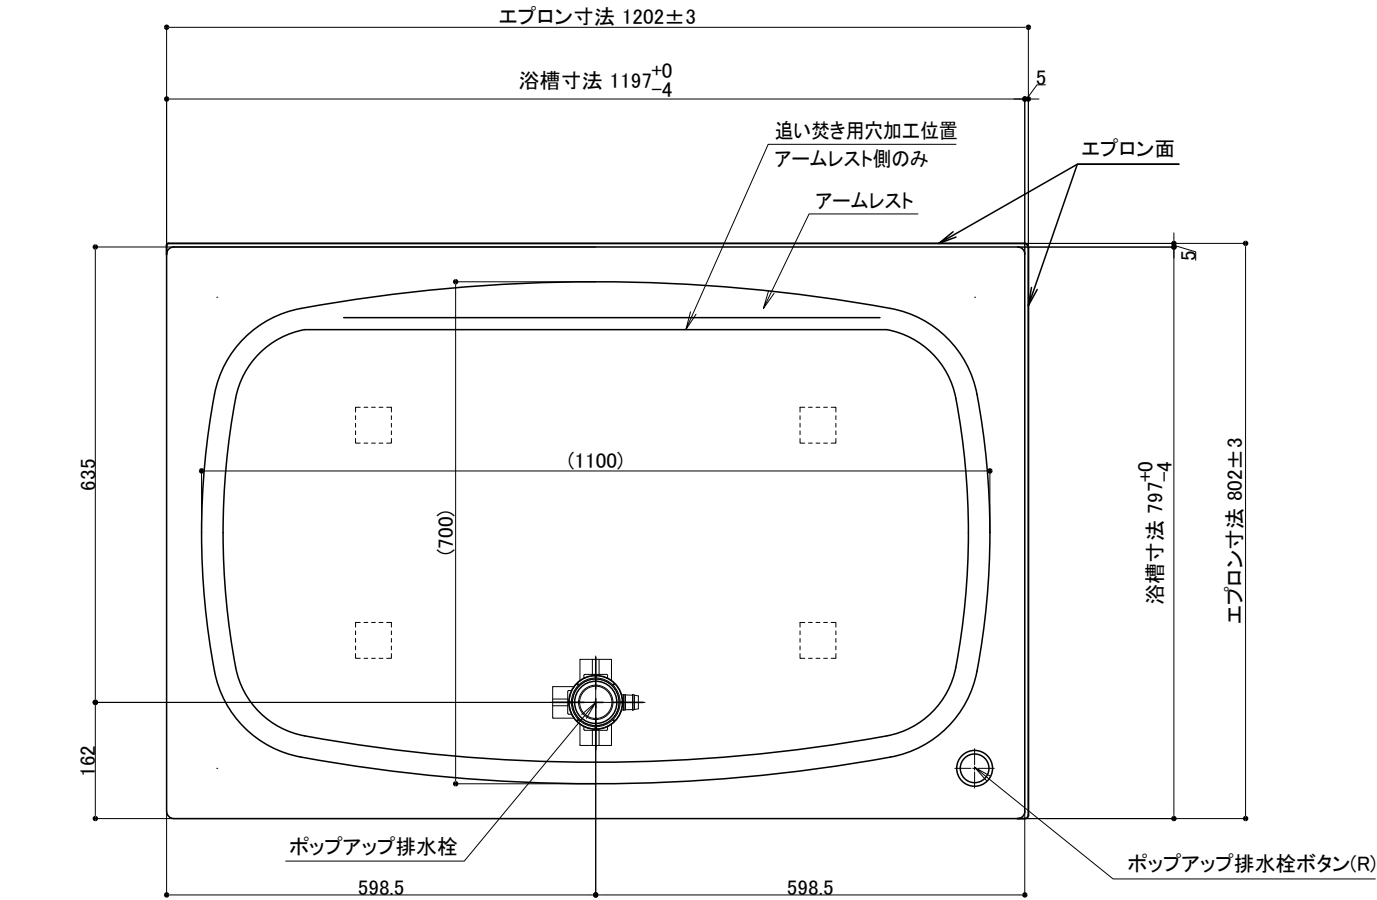 エプロン寸法 1202±3
浴槽寸法 1197 +0 -4
5
追い焚き用穴加工位置
アームレスト側のみ
エプロン面
アームレスト
5
635
(1100)
(700)
浴槽寸法 797 +0 -4
エプロン寸法 802±3
162
ポップアップ排水栓
ポップアップ排水栓ボタン(R)
598.5
598.5